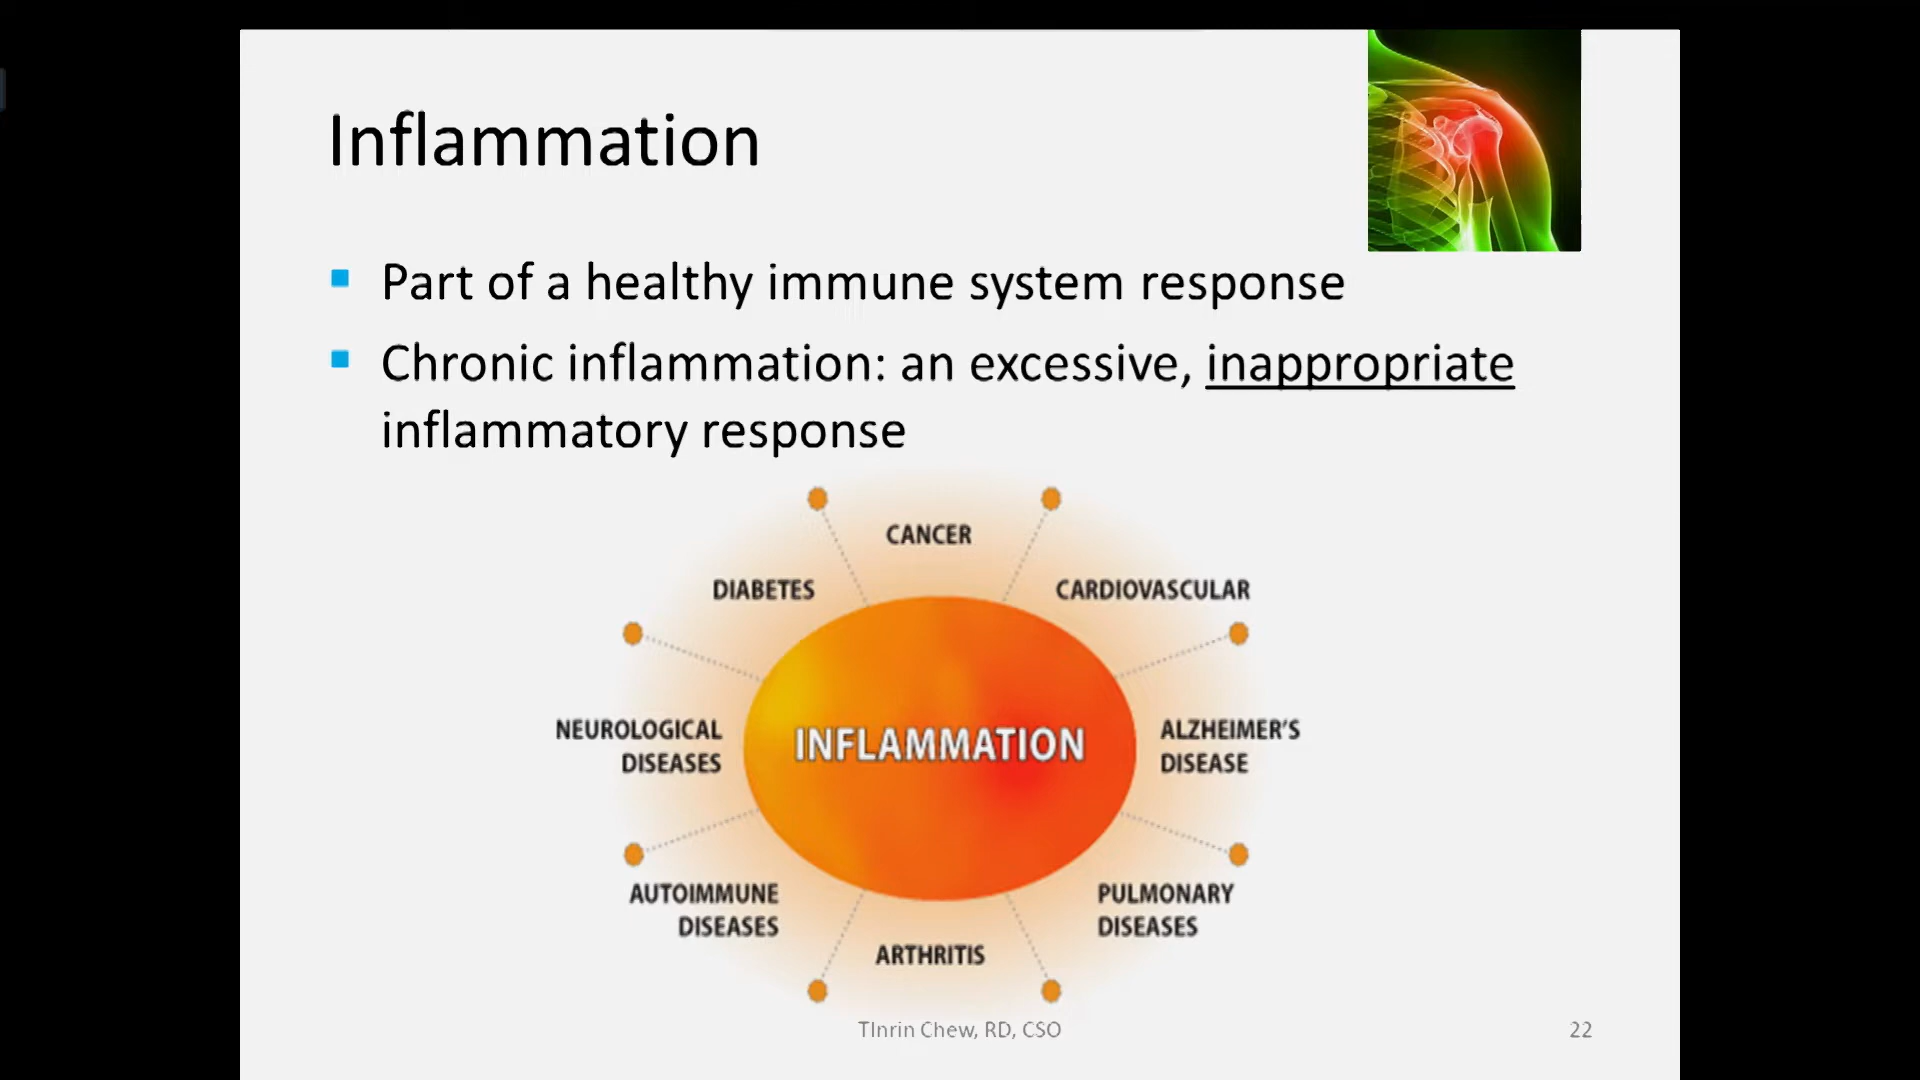 Inflammation
Part of a healthy immune system response
Chronic inflammation: an excessive, inappropriate
inflammatory response
CANCER
DIABETES
CARDIOVASCULAR
NEUROLOGICAL
DISEASES
INFLAMMATION
ALZHEIMER'S
DISEASE
AUTOIMMUNE
DISEASES
PULMONARY
DISEASES
ARTHRITIS
TInrin Chew, RD, CSO
22